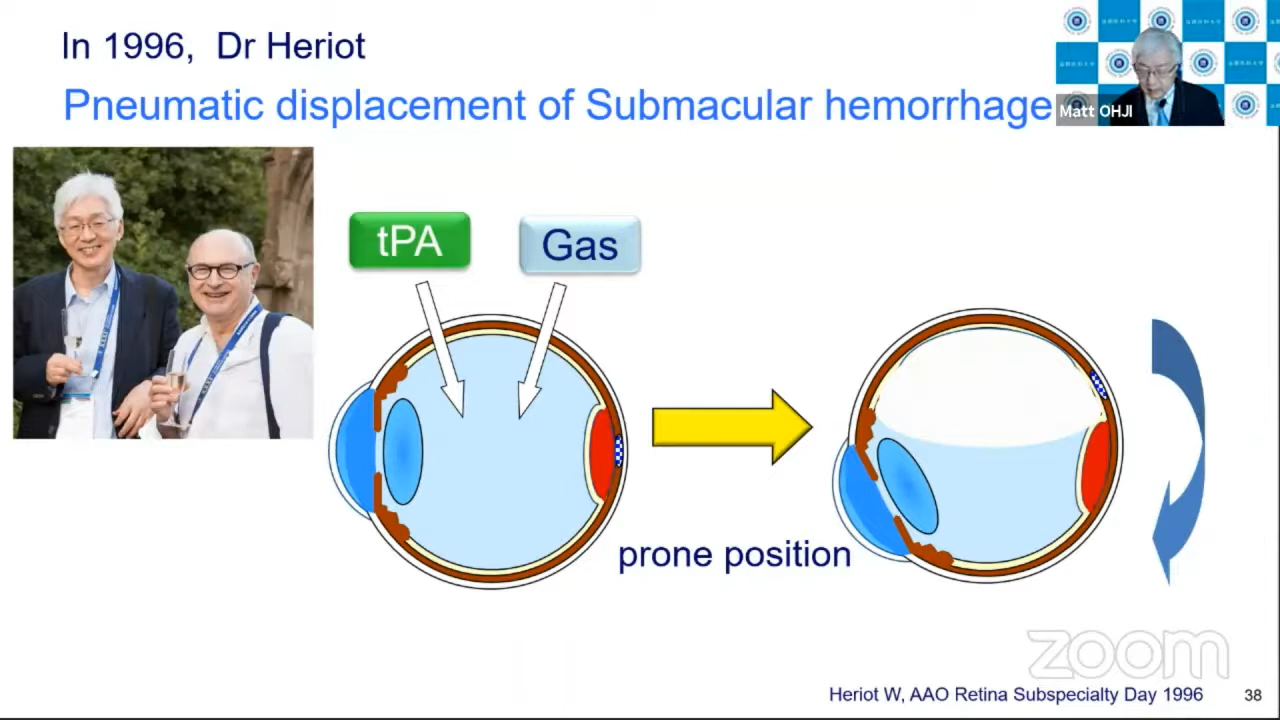 In 1996, Dr Heriot
Pneumatic displacement of Submacular hemorrhage
Matt OHJI
tPA
Gas
prone position
zoom
Heriot W, AAO Retina Subspecialty Day 1996
38